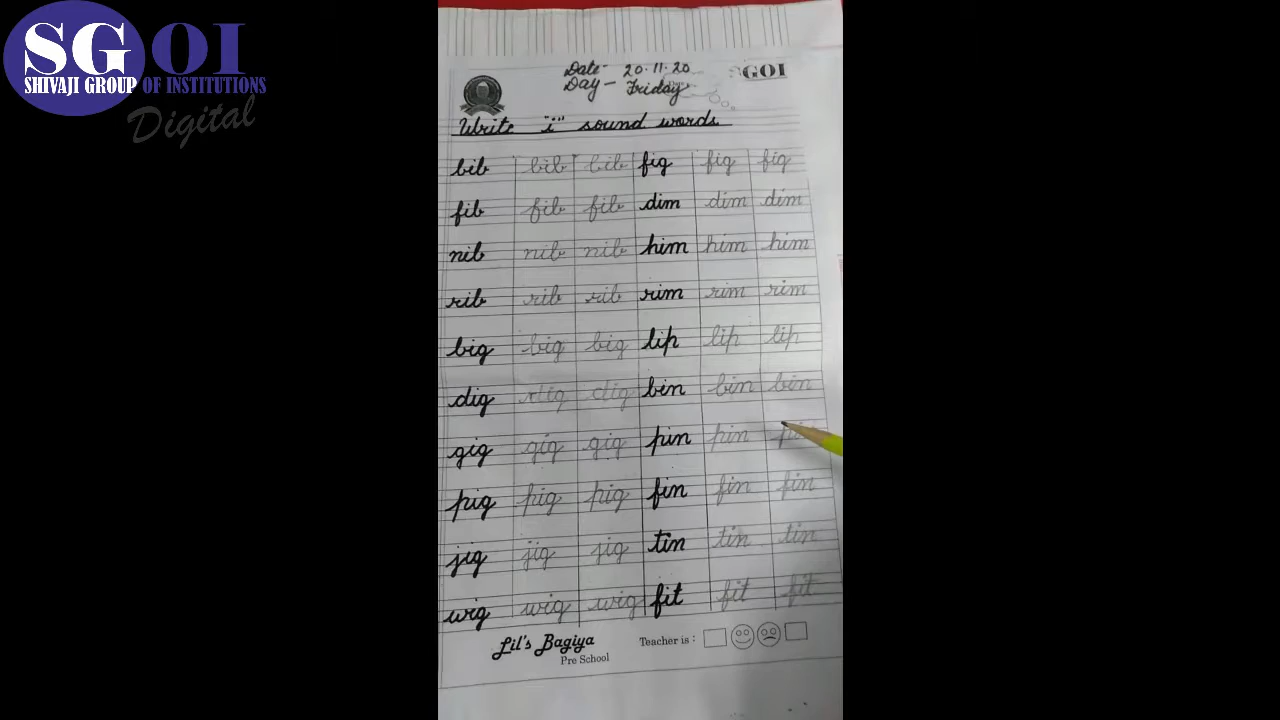 SGOI
SHIVAJI GROUP OF INSTITUTIONS
Digital
Date- 20.11.20
SGOI
Day- Friday
Write "i" sound words
bib bib bib fig fig fig
fib fib fib dim dim dim
nib nib nib him him him
rib rib rib rim rim rim
big big big lip lip lip
dig dig dig bin bin bin
gig gig gig pin pin pin
pig pig pig fin fin fin
jig jig jig tin tin tin
wig wig wig fit fit fit
Lil's Bagiya
Pre School
Teacher is :